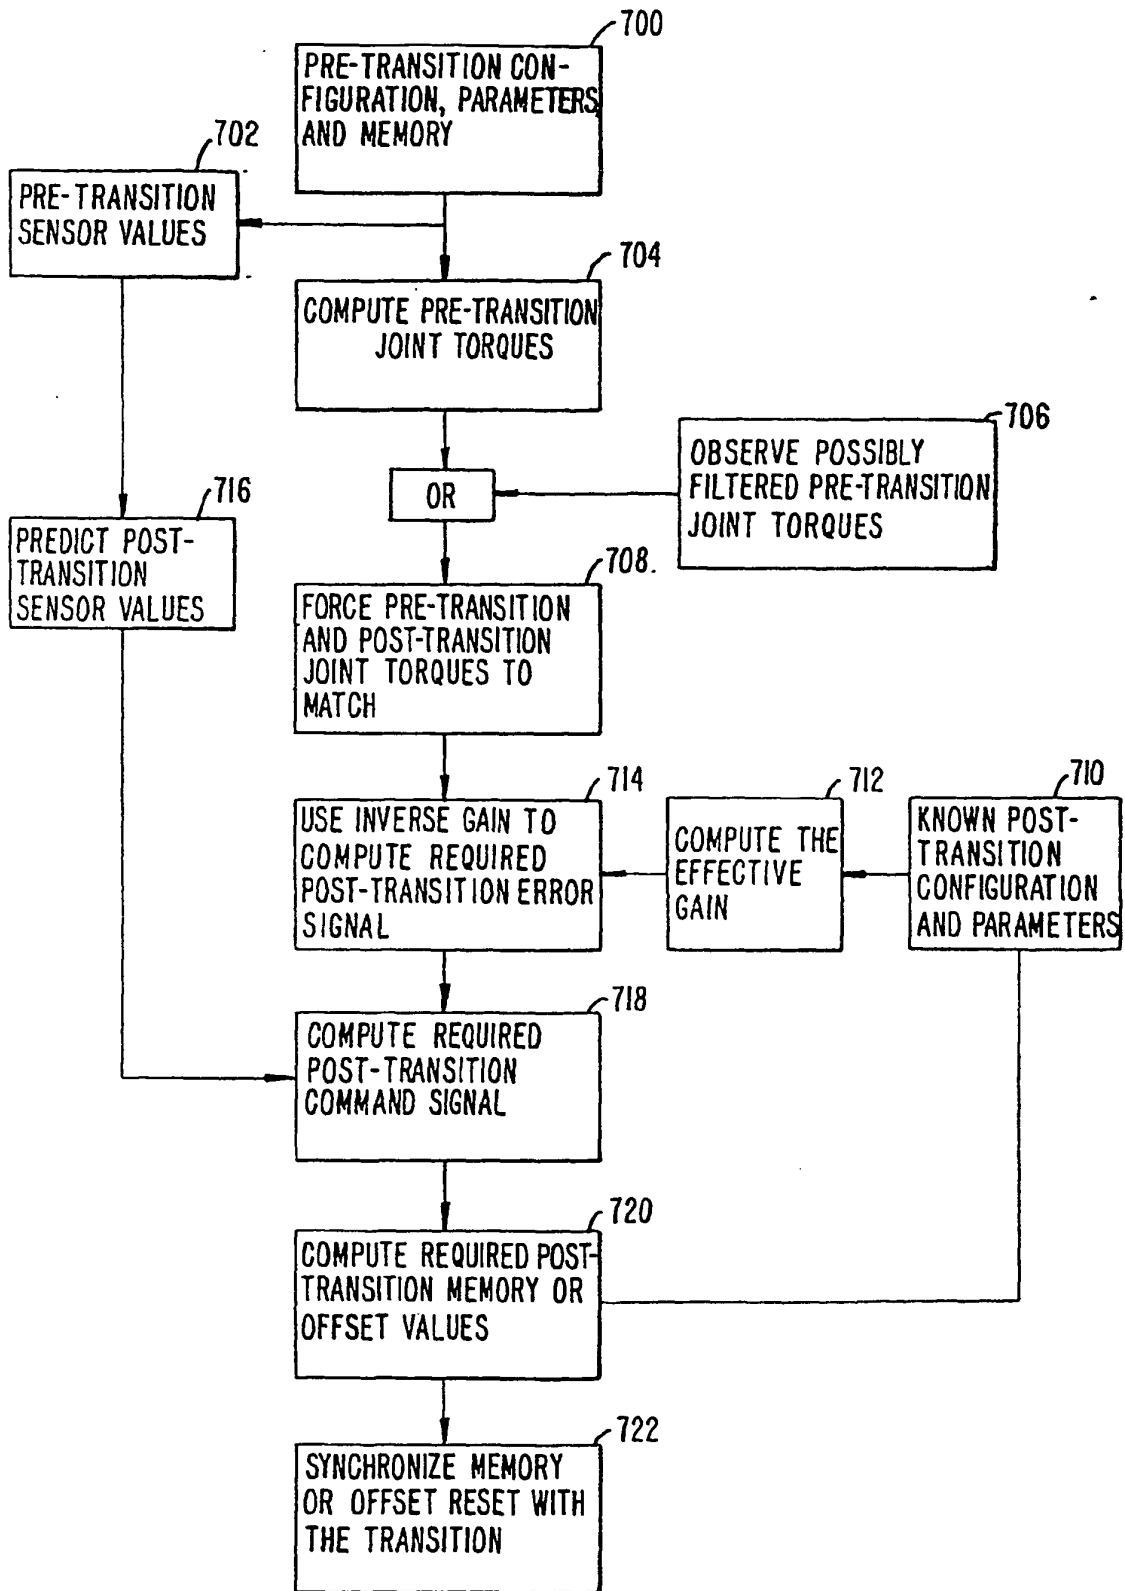 700
PRE-TRANSITION CON-
FIGURATION, PARAMETERS,
AND MEMORY
702
PRE-TRANSITION
SENSOR VALUES
704
COMPUTE PRE-TRANSITION
JOINT TORQUES
706
OBSERVE POSSIBLY
FILTERED PRE-TRANSITION
JOINT TORQUES
OR
716
PREDICT POST-
TRANSITION
SENSOR VALUES
708.
FORCE PRE-TRANSITION
AND POST-TRANSITION
JOINT TORQUES TO
MATCH
714
USE INVERSE GAIN TO
COMPUTE REQUIRED
POST-TRANSITION ERROR
SIGNAL
712
COMPUTE THE
EFFECTIVE
GAIN
710
KNOWN POST-
TRANSITION
CONFIGURATION
AND PARAMETERS
718
COMPUTE REQUIRED
POST-TRANSITION
COMMAND SIGNAL
720
COMPUTE REQUIRED POST-
TRANSITION MEMORY OR
OFFSET VALUES
722
SYNCHRONIZE MEMORY
OR OFFSET RESET WITH
THE TRANSITION